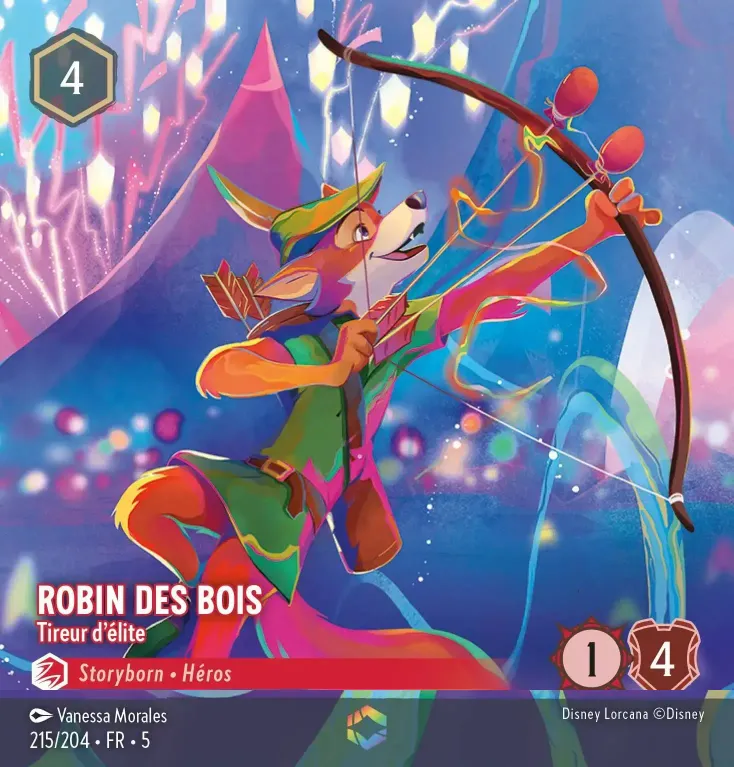 4
ROBIN DES BOIS
Tireur d'élite
Storyborn • Héros
1
4
Vanessa Morales
Disney Lorcana ©Disney
215/204 • FR • 5